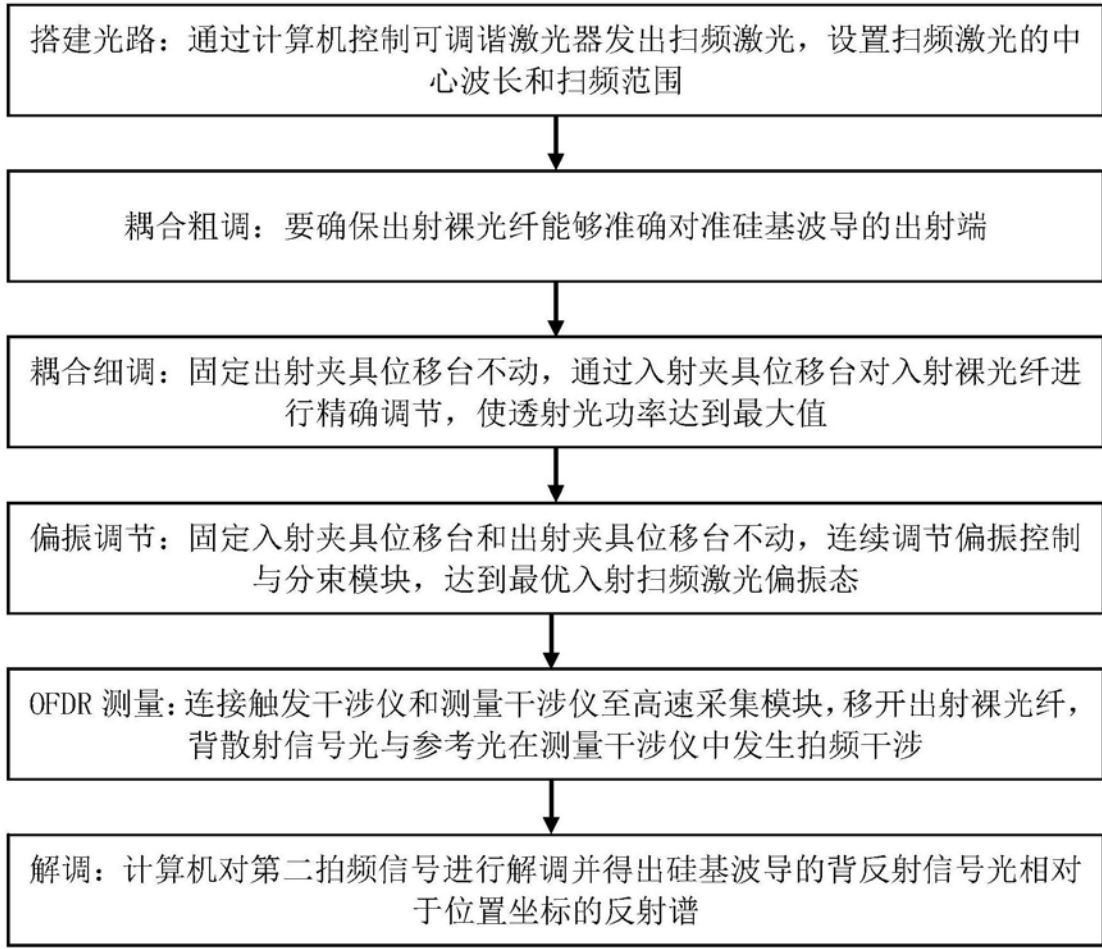 搭建光路：通过计算机控制可调谐激光器发出扫频激光，设置扫频激光的中
心波长和扫频范围
耦合粗调：要确保出射裸光纤能够准确对准硅基波导的出射端
耦合细调：固定出射夹具位移台不动，通过入射夹具位移台对入射裸光纤进
行精确调节，使透射光功率达到最大值
偏振调节：固定入射夹具位移台和出射夹具位移台不动，连续调节偏振控制
与分束模块，达到最优入射扫频激光偏振态
OFDR 测量：连接触发干涉仪和测量干涉仪至高速采集模块，移开出射裸光纤，
背散射信号光与参考光在测量干涉仪中发生拍频干涉
解调：计算机对第二拍频信号进行解调并得出硅基波导的背反射信号光相对
于位置坐标的反射谱